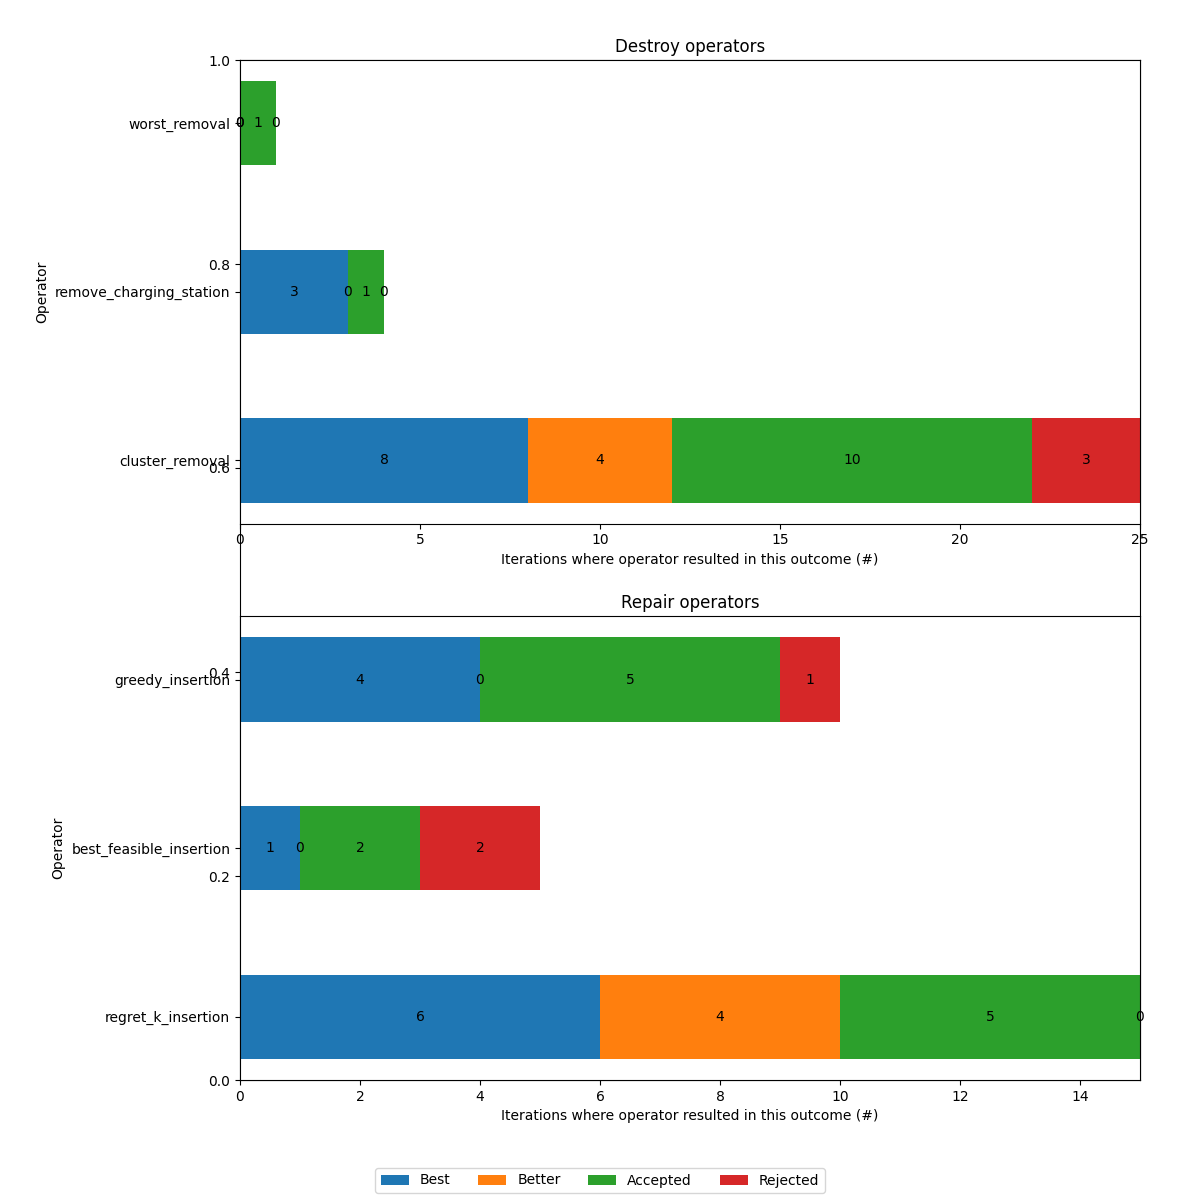 Destroy operators
1.0
worst_removal 0 0 1 0
0.8
Operator
remove_charging_station 3 0 1 0
cluster_removal 8 4 10 3
0.6
0 5 10 15 20 25
Iterations where operator resulted in this outcome (#)
Repair operators
0.4
greedy_insertion 4 0 5 1
Operator
best_feasible_insertion 1 0 2 2
0.2
regret_k_insertion 6 4 5 0
0.0
0 2 4 6 8 10 12 14
Iterations where operator resulted in this outcome (#)
Best Better Accepted Rejected